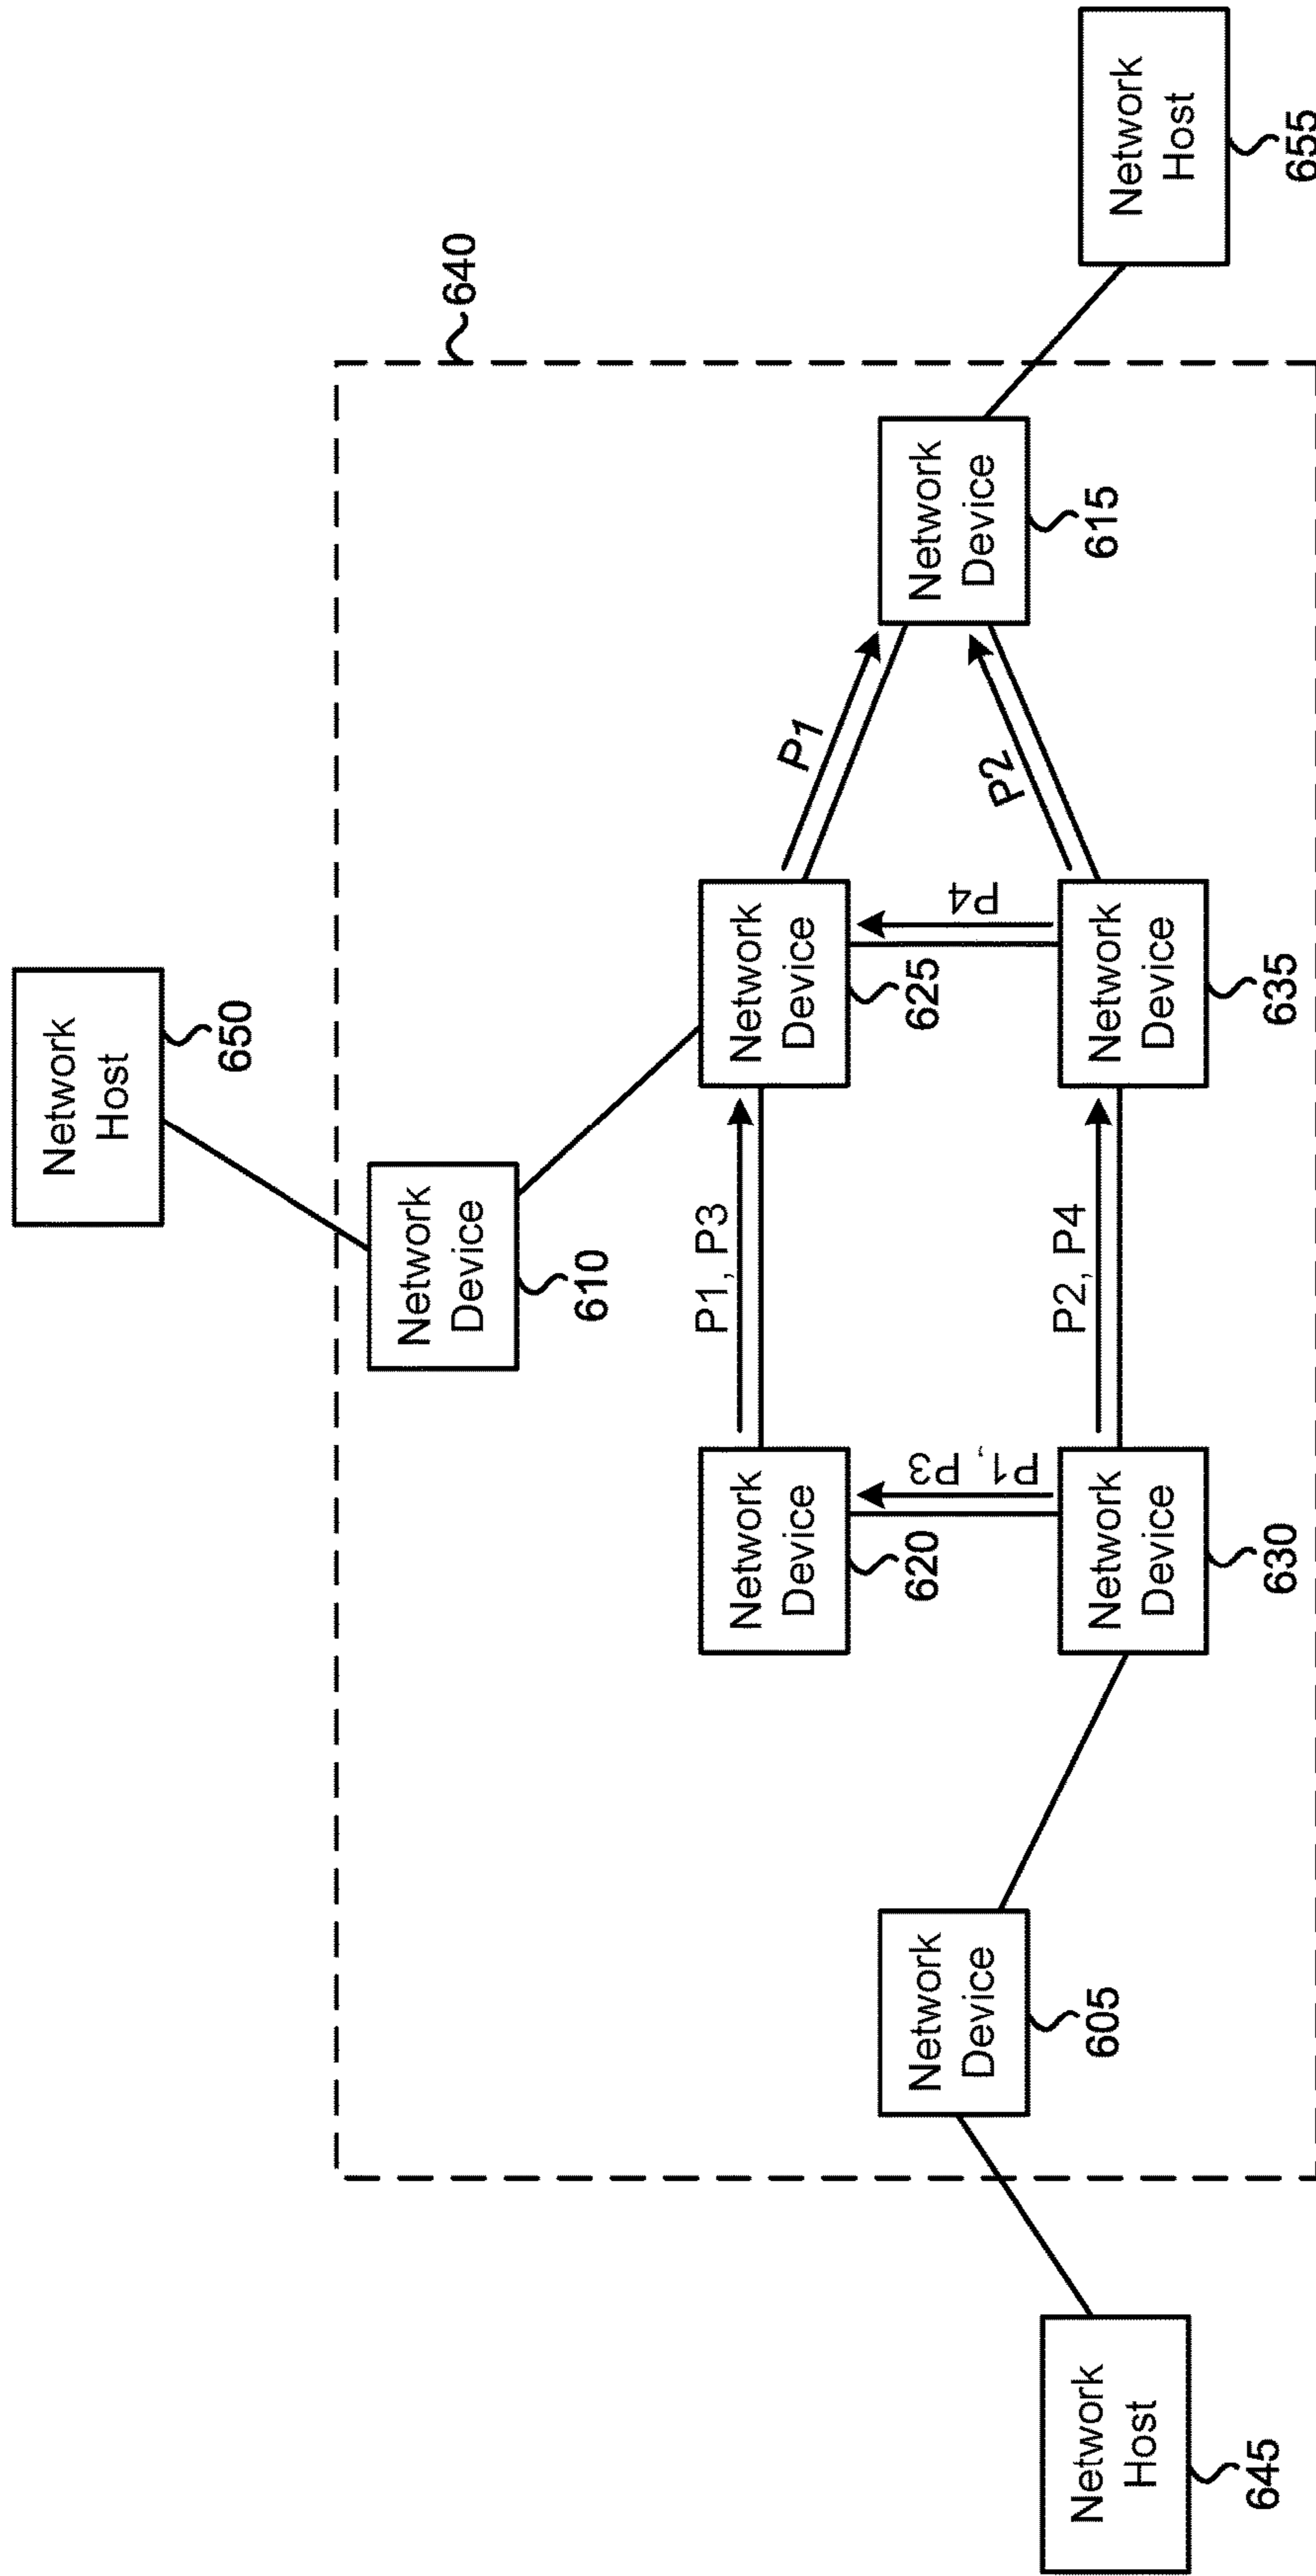 Network
Host
650
640
Network
Device
610
Network
Host
655
P1, P3
P1
Network
Device
620
Network
Device
625
Network
Device
605
P1, P3
P4
Network
Device
615
P2, P4
P2
Network
Host
645
Network
Device
630
Network
Device
635